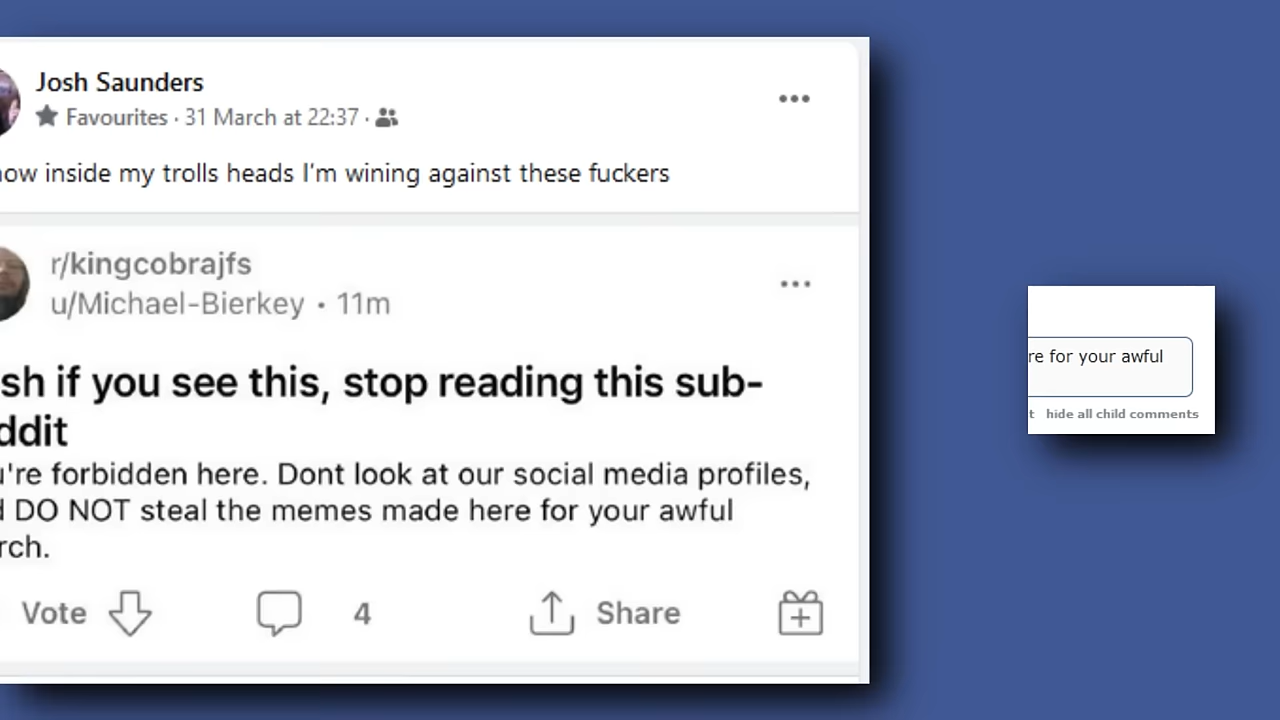 Josh Saunders
Favourites · 31 March at 22:37 ·
now inside my trolls heads I'm wining against these fuckers
r/kingcobrajfs
u/Michael-Bierkey • 11m
sh if you see this, stop reading this sub-
ddit
u're forbidden here. Dont look at our social media profiles,
d DO NOT steal the memes made here for your awful
rch.
Vote 4 Share
re for your awful
t hide all child comments